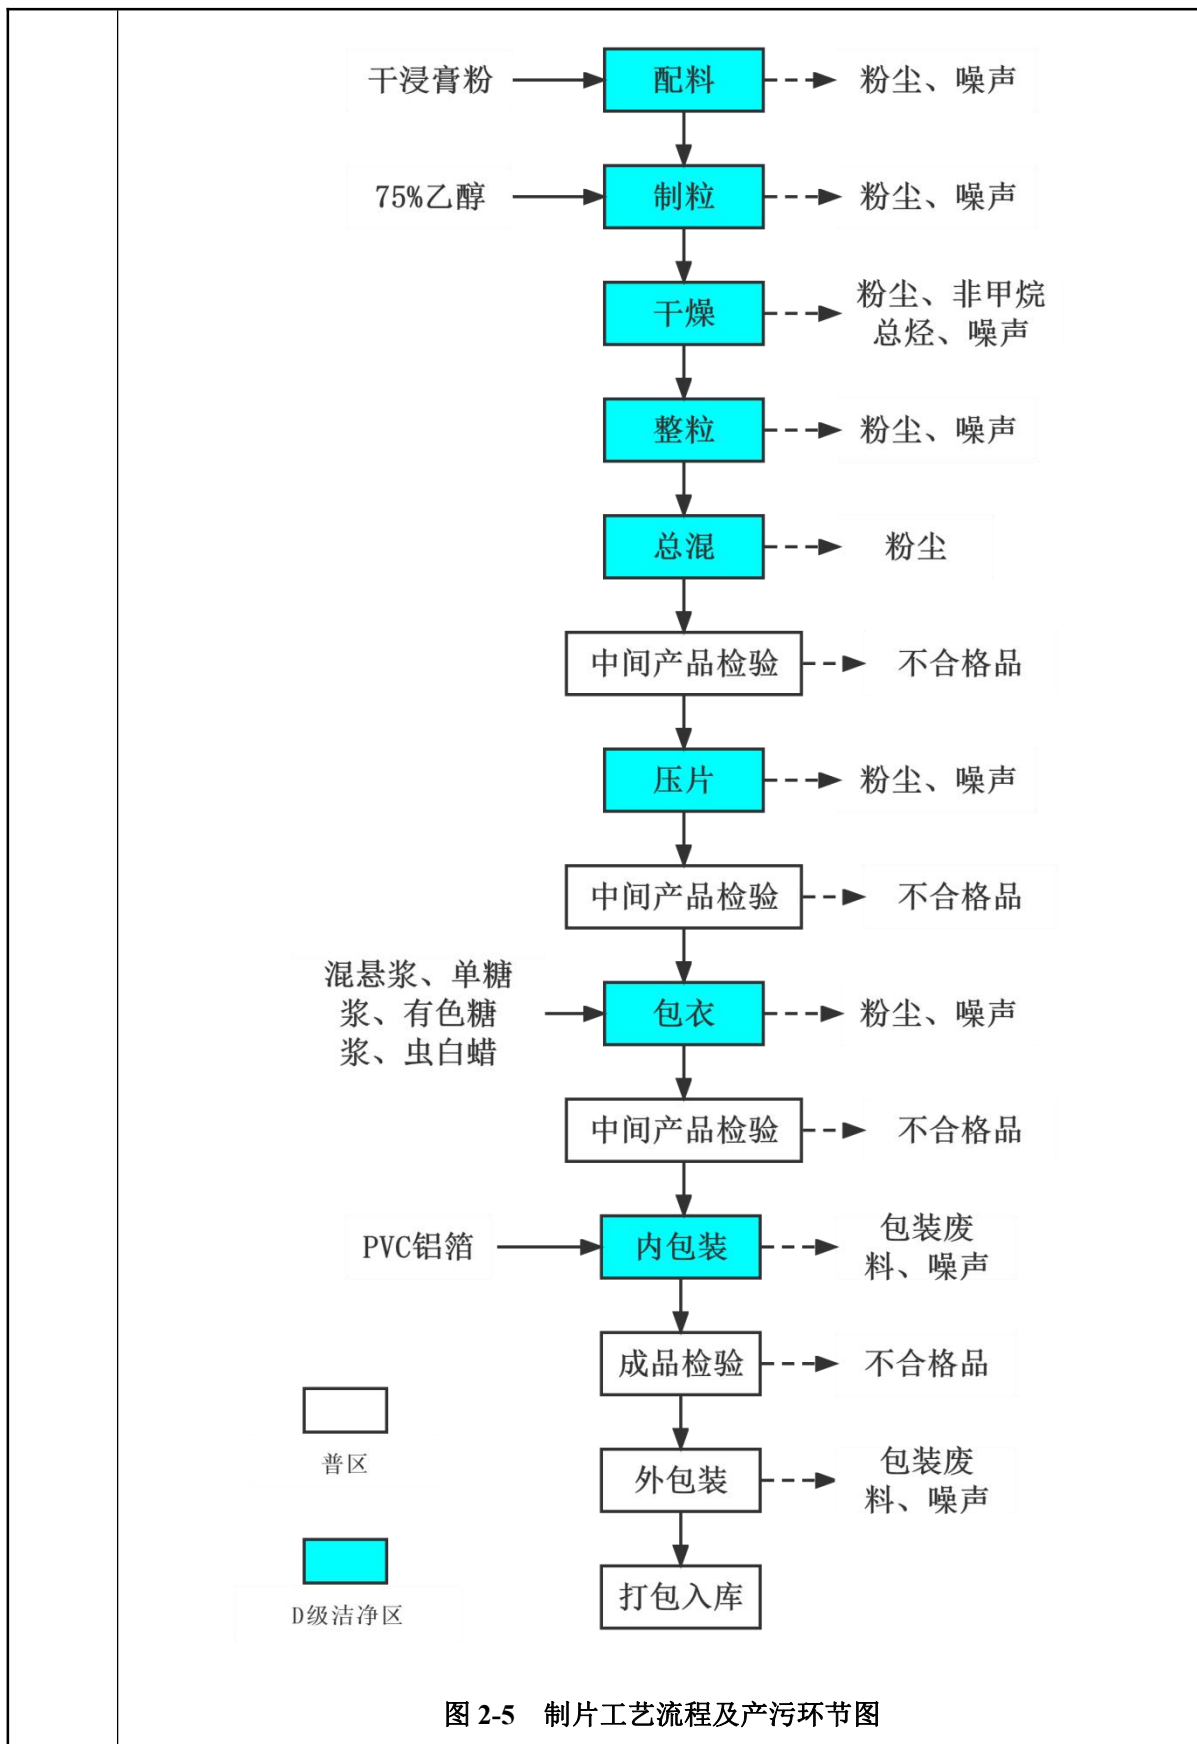 干浸膏粉
配料
粉尘、噪声
75%乙醇
制粒
粉尘、噪声
干燥
粉尘、非甲烷
总烃、噪声
整粒
粉尘、噪声
总混
粉尘
中间产品检验
不合格品
压片
粉尘、噪声
中间产品检验
不合格品
混悬浆、单糖
浆、有色糖
浆、虫白蜡
包衣
粉尘、噪声
中间产品检验
不合格品
PVC铝箔
内包装
包装废
料、噪声
成品检验
不合格品
普区
外包装
包装废
料、噪声
D级洁净区
打包入库
图 2-5 制片工艺流程及产污环节图